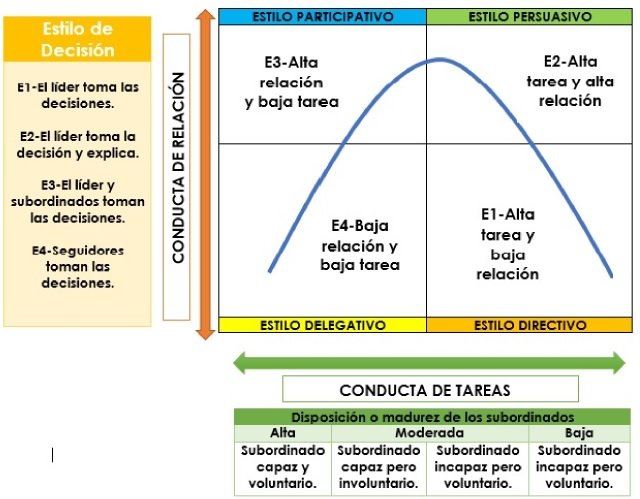 Estilo de
Decisión
E1-El líder toma las
decisiones.
E2-El líder toma la
decisión y explica.
E3-El líder y
subordinados toman
las decisiones.
E4-Seguidores
toman las
decisiones.
CONDUCTA DE RELACIÓN
ESTILO PARTICIPATIVO
ESTILO PERSUASIVO
E3-Alta
relación
y baja tarea
E2-Alta
tarea y alta
relación
E4-Baja
relación y
baja tarea
E1-Alta
tarea y
baja
relación
ESTILO DELEGATIVO
ESTILO DIRECTIVO
CONDUCTA DE TAREAS
Disposición o madurez de los subordinados
Alta
Moderada
Baja
Subordinado
capaz y
voluntario.
Subordinado
capaz pero
involuntario.
Subordinado
incapaz pero
voluntario.
Subordinado
incapaz pero
voluntario.